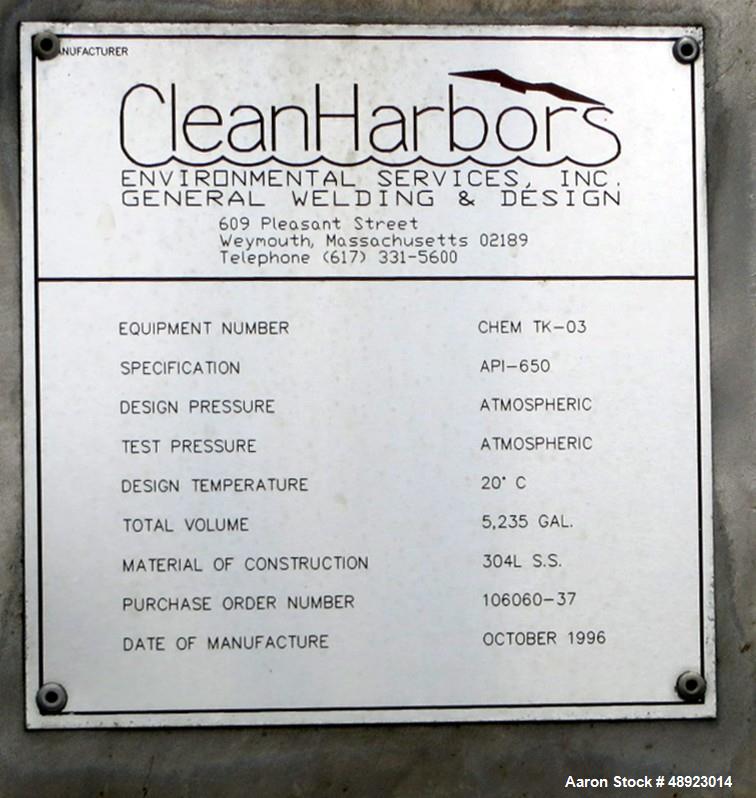 ANUFACTURER
CleanHarbors
ENVIRONMENTAL SERVICES, INC.
GENERAL WELDING & DESIGN
609 Pleasant Street
Weymouth, Massachusetts 02189
Telephone (617) 331-5600
EQUIPMENT NUMBER CHEM TK-03
SPECIFICATION API-650
DESIGN PRESSURE ATMOSPHERIC
TEST PRESSURE ATMOSPHERIC
DESIGN TEMPERATURE 20° C
TOTAL VOLUME 5,235 GAL.
MATERIAL OF CONSTRUCTION 304L S.S.
PURCHASE ORDER NUMBER 106060-37
DATE OF MANUFACTURE OCTOBER 1996
Aaron Stock # 48923014